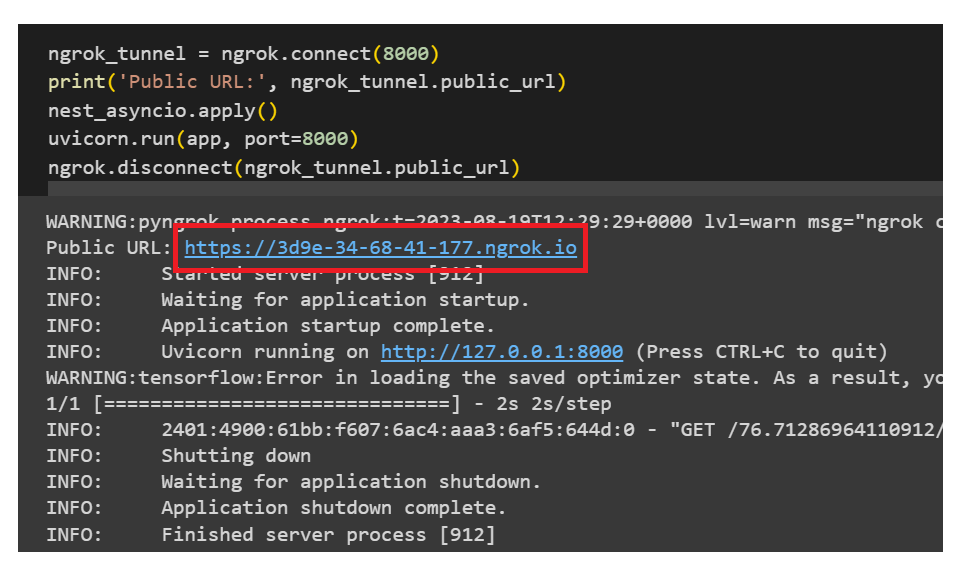 ngrok_tunnel = ngrok.connect(8000)
print('Public URL:', ngrok_tunnel.public_url)
nest_asyncio.apply()
uvicorn.run(app, port=8000)
ngrok.disconnect(ngrok_tunnel.public_url)
WARNING:pyngrok.process.ngrok:t=2023-08-19T12:29:29+0000 lvl=warn msg="ngrok
Public URL: https://3d9e-34-68-41-177.ngrok.io
INFO:     Started server process [912]
INFO:     Waiting for application startup.
INFO:     Application startup complete.
INFO:     Uvicorn running on http://127.0.0.1:8000 (Press CTRL+C to quit)
WARNING:tensorflow:Error in loading the saved optimizer state. As a result,
1/1 [==============================] - 2s 2s/step
INFO:     2401:4900:61bb:f607:6ac4:aaa3:6af5:644d:0 - "GET /76.71286964110912/
INFO:     Shutting down
INFO:     Waiting for application shutdown.
INFO:     Application shutdown complete.
INFO:     Finished server process [912]